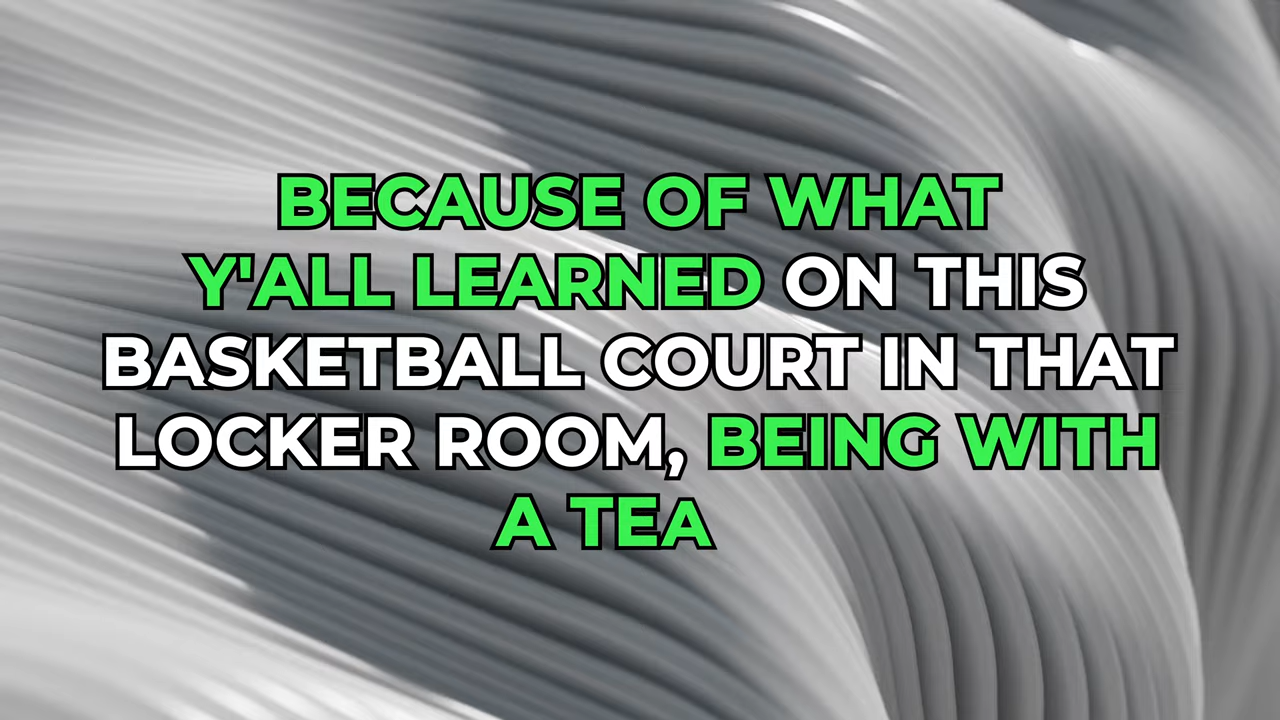 BECAUSE OF WHAT
Y'ALL LEARNED ON THIS
BASKETBALL COURT IN THAT
LOCKER ROOM, BEING WITH
A TEA